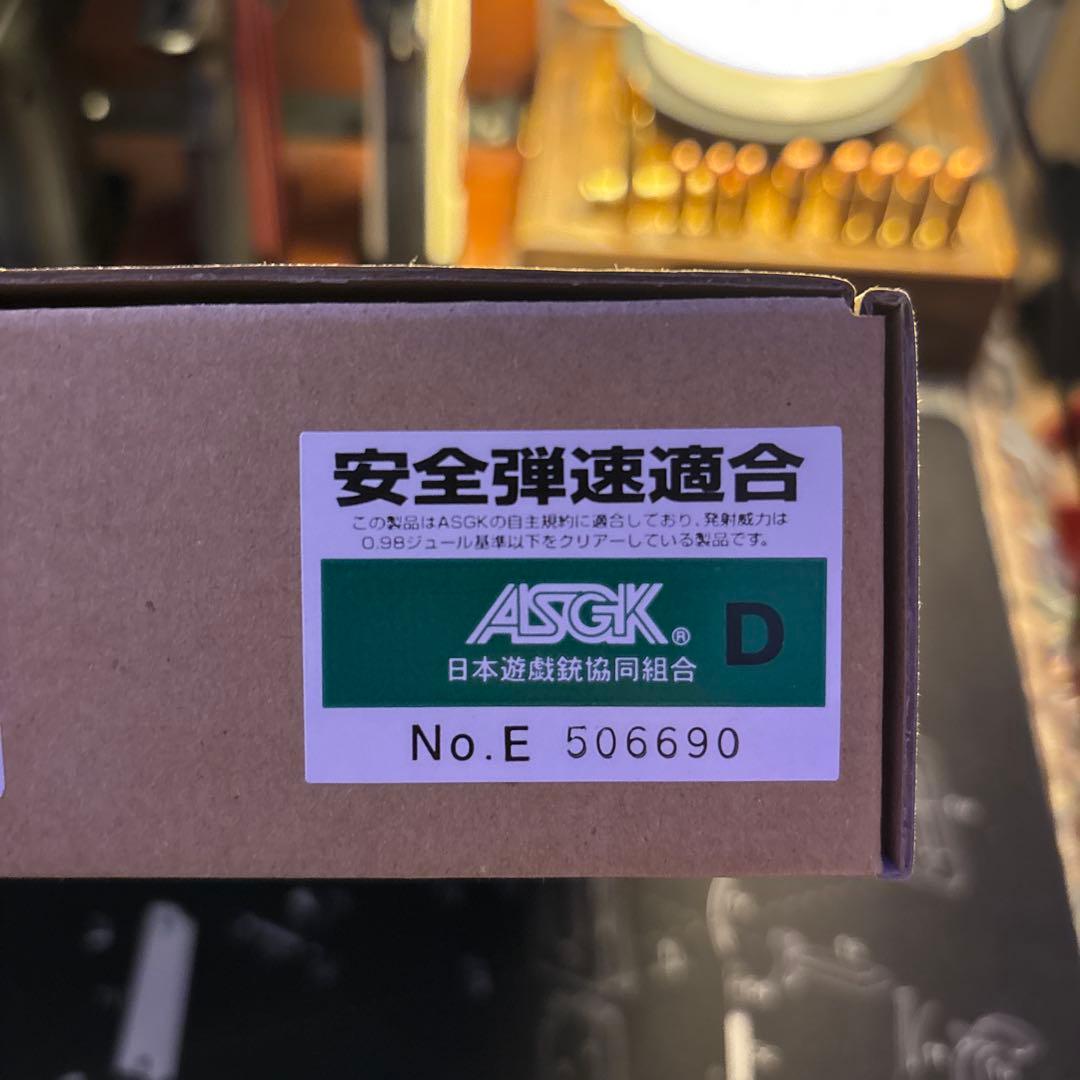 安全弾速適合
この製品はASGKの自主規約に適合しており、発射威力は
0.98ジュール基準以下をクリアーしている製品です。
ASGK® D
日本遊戯銃協同組合
No.E 506690